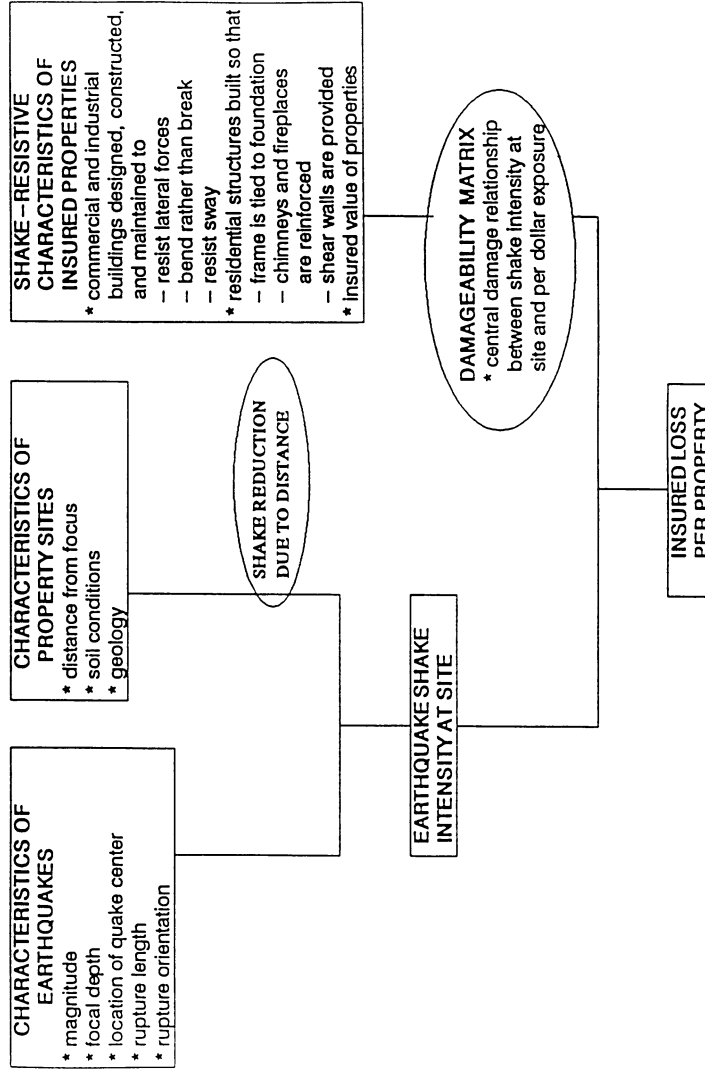 CHARACTERISTICS OF
EARTHQUAKES
* magnitude
* focal depth
* location of quake center
* rupture length
* rupture orientation
CHARACTERISTICS OF
PROPERTY SITES
* distance from focus
* soil conditions
* geology
SHAKE–RESISTIVE
CHARACTERISTICS OF
INSURED PROPERTIES
* commercial and industrial
buildings designed, constructed,
and maintained to
– resist lateral forces
– bend rather than break
– resist sway
* residential structures built so that
– frame is tied to foundation
– chimneys and fireplaces
are reinforced
– shear walls are provided
* insured value of properties
SHAKE REDUCTION
DUE TO DISTANCE
EARTHQUAKE SHAKE
INTENSITY AT SITE
DAMAGEABILITY MATRIX
* central damage relationship
between shake intensity at
site and per dollar exposure
INSURED LOSS
PER PROPERTY